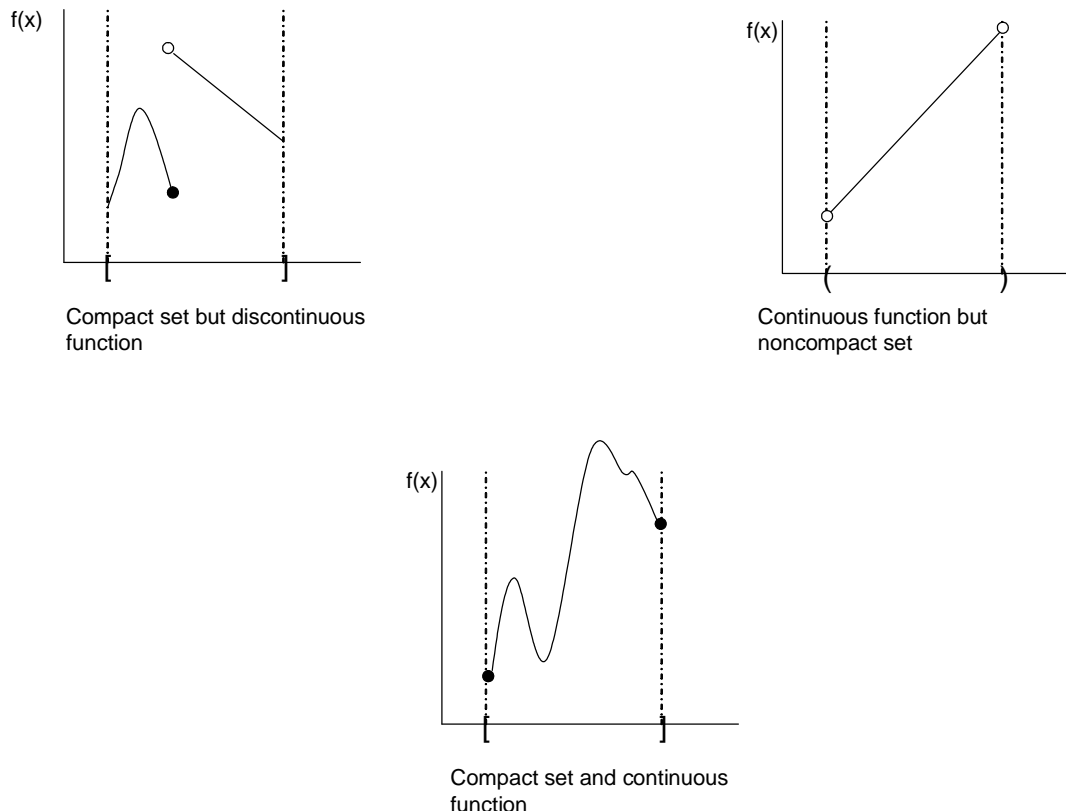 f(x)
[ ]
Compact set but discontinuous
function
f(x)
( )
Continuous function but
noncompact set
f(x)
[ ]
Compact set and continuous
function